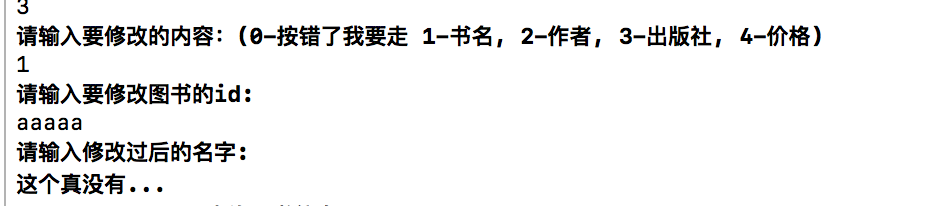 3
请输入要修改的内容：(0-按错了我要走 1-书名, 2-作者, 3-出版社, 4-价格)
1
请输入要修改图书的id:
aaaaa
请输入修改过后的名字:
这个真没有...